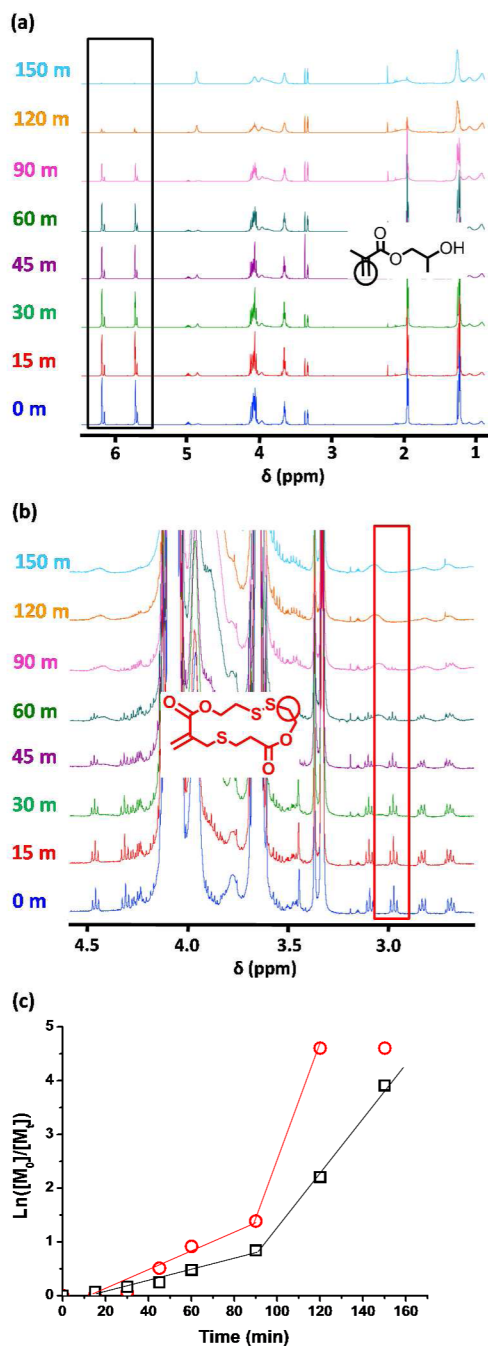 (a)
150 m
120 m
90 m
60 m
45 m
30 m
15 m
0 m
O
O
OH
6 5 4 3 2 1
δ (ppm)
(b)
150 m
120 m
90 m
60 m
45 m
30 m
15 m
0 m
O
O
S
S
S
O
O
4.5 4.0 3.5 3.0
δ (ppm)
(c)
Ln([M₀]/[Mₜ])
5
4
3
2
1
0
0 20 40 60 80 100 120 140 160
Time (min)